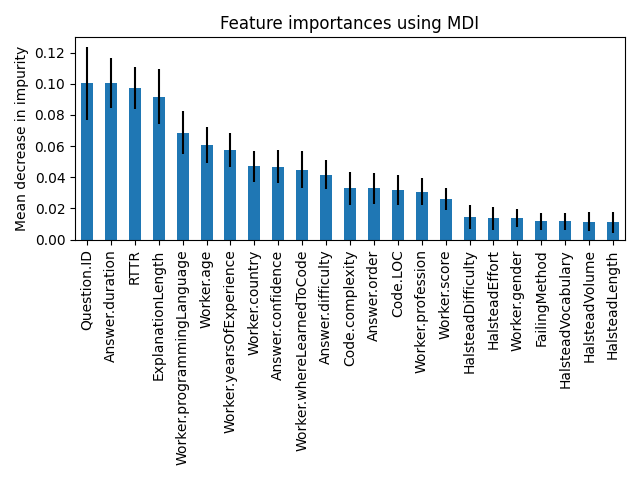 Feature importances using MDI
Mean decrease in impurity
0.12
0.10
0.08
0.06
0.04
0.02
0.00
Question.ID
Answer.duration
RTTR
ExplanationLength
Worker.programmingLanguage
Worker.age
Worker.yearsOfExperience
Worker.country
Answer.confidence
Worker.whereLearnedToCode
Answer.difficulty
Code.complexity
Answer.order
Code.LOC
Worker.profession
Worker.score
HalsteadDifficulty
HalsteadEffort
Worker.gender
FailingMethod
HalsteadVocabulary
HalsteadVolume
HalsteadLength